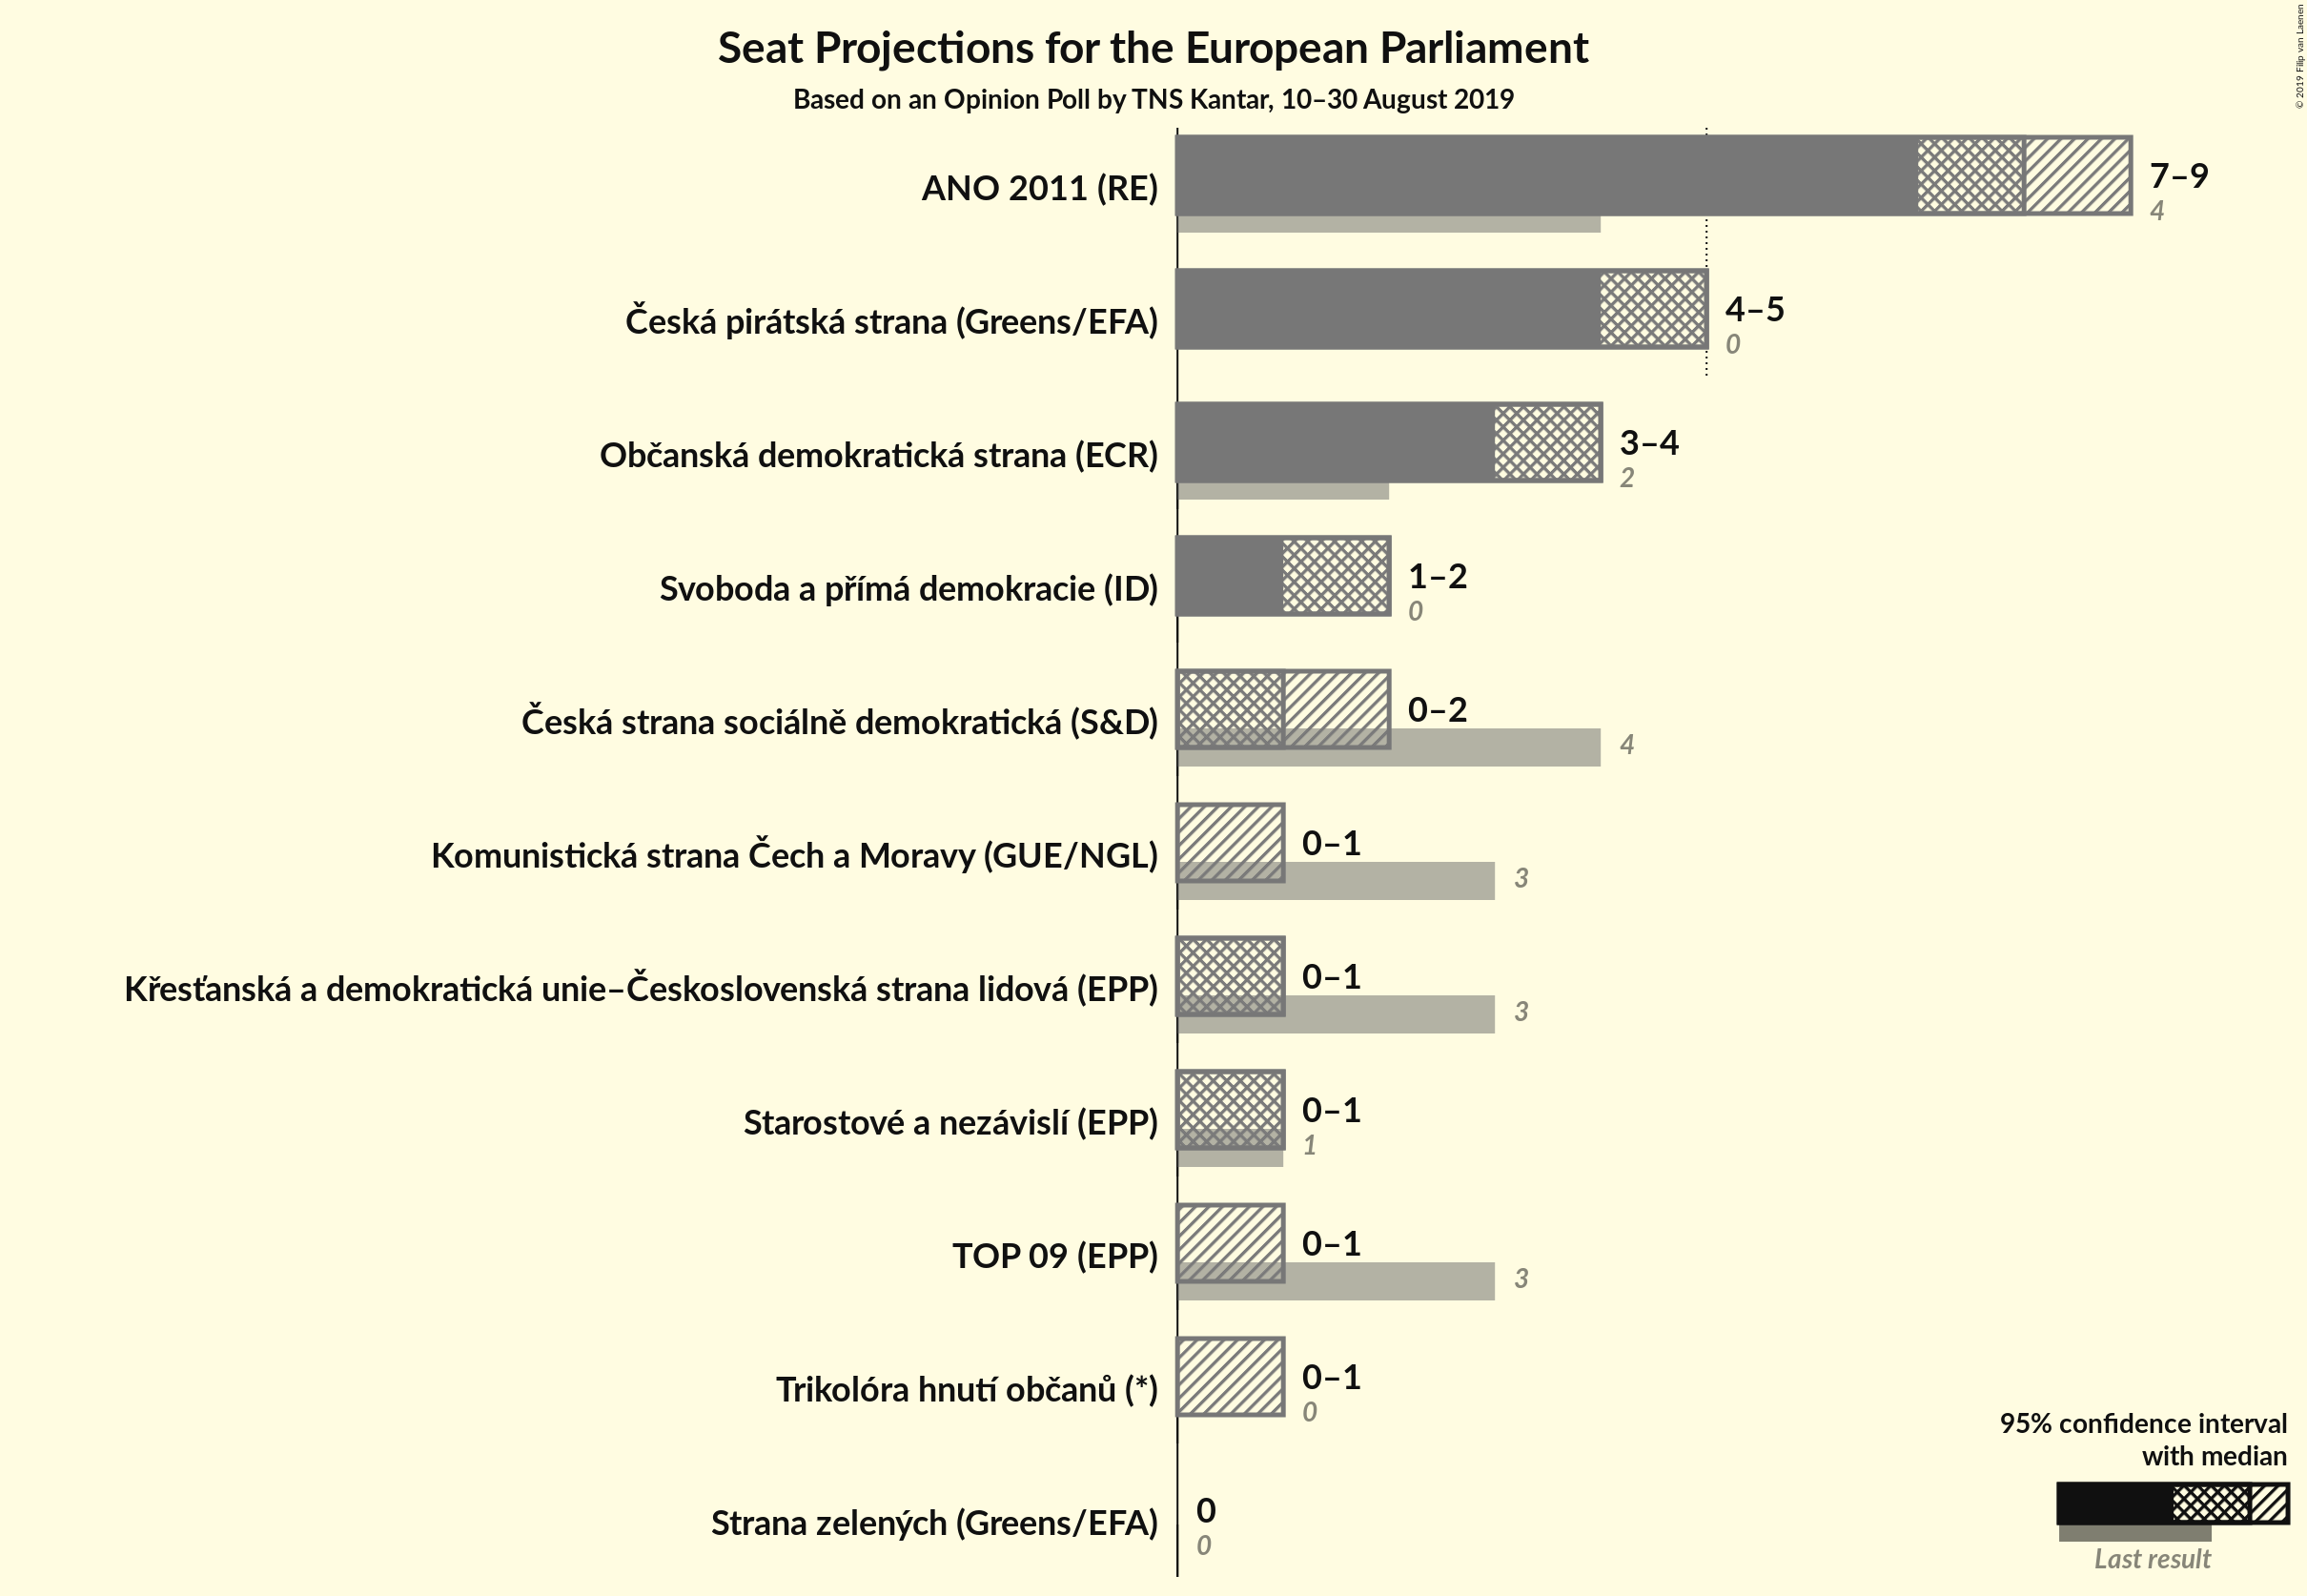 Seat Projections for the European Parliament
Based on an Opinion Poll by TNS Kantar, 10–30 August 2019
© 2019 Filip van Laenen
ANO 2011 (RE)
7–9
4
Česká pirátská strana (Greens/EFA)
4–5
0
Občanská demokratická strana (ECR)
3–4
2
Svoboda a přímá demokracie (ID)
1–2
0
Česká strana sociálně demokratická (S&D)
0–2
4
Komunistická strana Čech a Moravy (GUE/NGL)
0–1
3
Křesťanská a demokratická unie–Československá strana lidová (EPP)
0–1
3
Starostové a nezávislí (EPP)
0–1
1
TOP 09 (EPP)
0–1
3
Trikolóra hnutí občanů (*)
0–1
0
Strana zelených (Greens/EFA)
0
0
95% confidence interval
with median
Last result